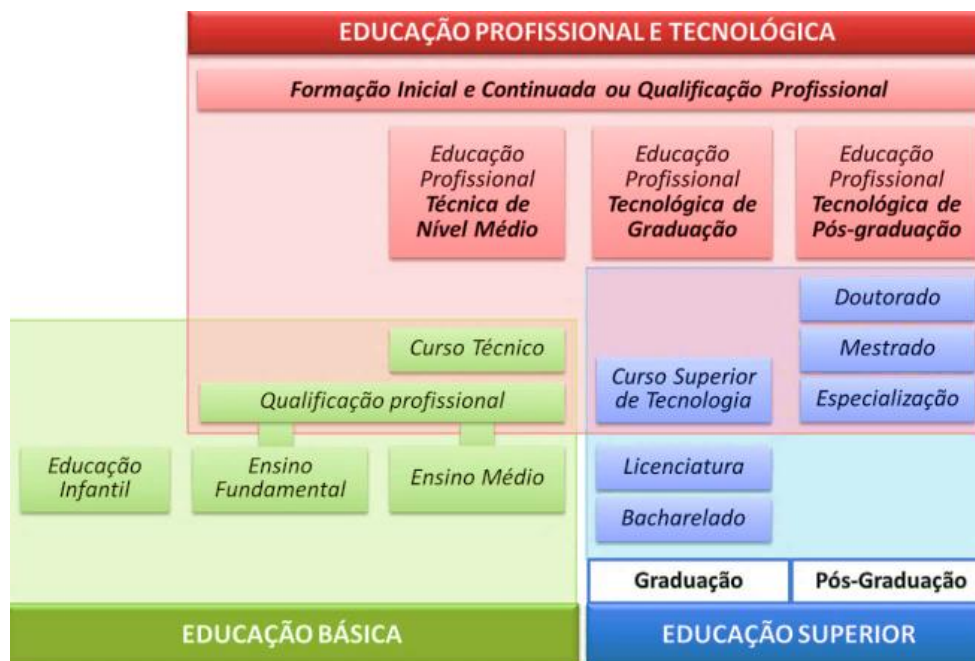 EDUCAÇÃO PROFISSIONAL E TECNOLÓGICA
Formação Inicial e Continuada ou Qualificação Profissional
Educação
Profissional
Técnica de
Nível Médio
Educação
Profissional
Tecnológica de
Graduação
Educação
Profissional
Tecnológica de
Pós-graduação
Doutorado
Curso Técnico
Mestrado
Curso Superior
de Tecnologia
Qualificação profissional
Especialização
Educação
Infantil
Ensino
Fundamental
Ensino Médio
Licenciatura
Bacharelado
Graduação
Pós-Graduação
EDUCAÇÃO BÁSICA
EDUCAÇÃO SUPERIOR